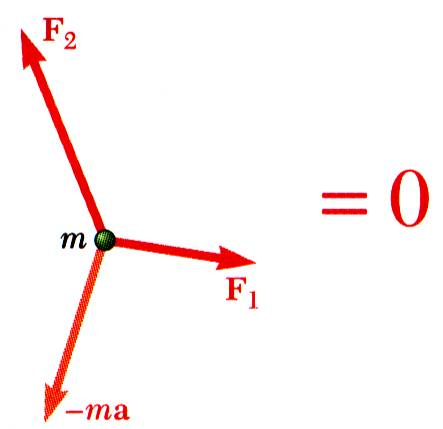 F₂
= 0
m
F₁
–ma